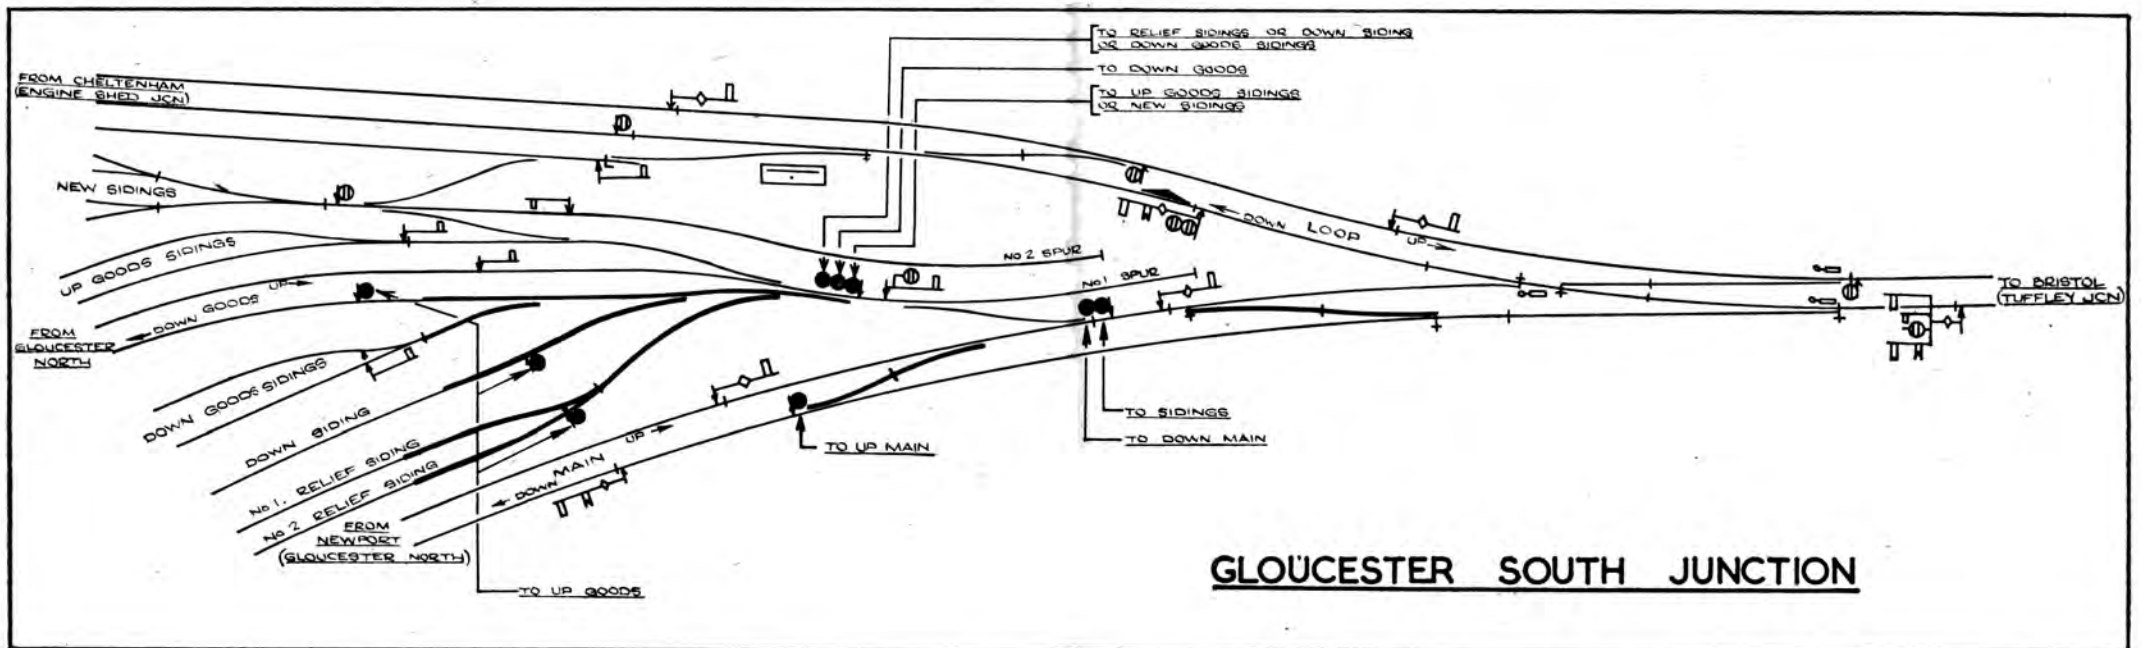 TO RELIEF SIDINGS OR DOWN SIDING
OR DOWN GOODS SIDINGS
TO DOWN GOODS
TO UP GOODS SIDINGS
OR NEW SIDINGS
FROM CHELTENHAM
(ENGINE SHED JCN)
NEW SIDINGS
UP GOODS SIDINGS
UP
DOWN GOODS
FROM
GLOUCESTER
NORTH
DOWN GOODS SIDINGS
DOWN SIDING
No 1. RELIEF SIDING
No 2 RELIEF SIDING
FROM
NEWPORT
(GLOUCESTER NORTH)
UP
MAIN
DOWN
TO UP GOODS
TO UP MAIN
TO SIDINGS
TO DOWN MAIN
No 2 SPUR
No 1 SPUR
DOWN
LOOP
UP
TO BRISTOL
(TUFFLEY JCN)
GLOUCESTER SOUTH JUNCTION